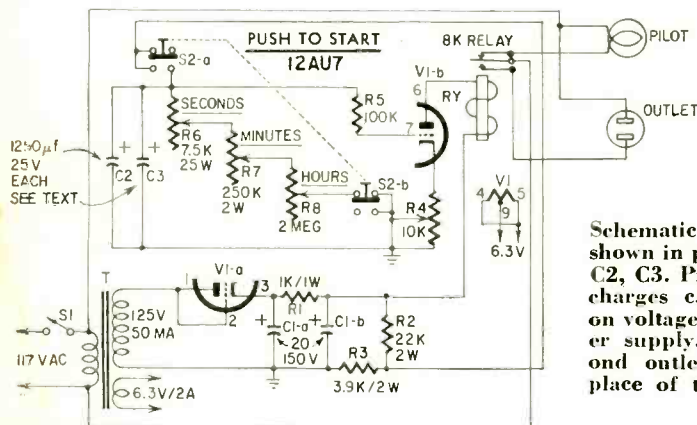 PUSH TO START
12AU7
S2-a
8K RELAY
PILOT
V1-b
6
7
RY
R5
100K
SECONDS
R6
7.5K
25W
MINUTES
R7
250K
2W
HOURS
R8
2 MEG
S2-b
R4
10K
OUTLET
1250µf
25V
EACH
SEE TEXT
+
+
C2
C3
V1
4
5
9
6.3V
T
S1
117VAC
125V
50 MA
6.3V/2A
V1-a
1
2
3
1K/1W
R1
+
+
C1-a
C1-b
20
150V
R2
22K
2W
R3
3.9K/2W
Schematic
shown in p
C2, C3. P
charges c
on voltage
er supply.
ond outle
place of t